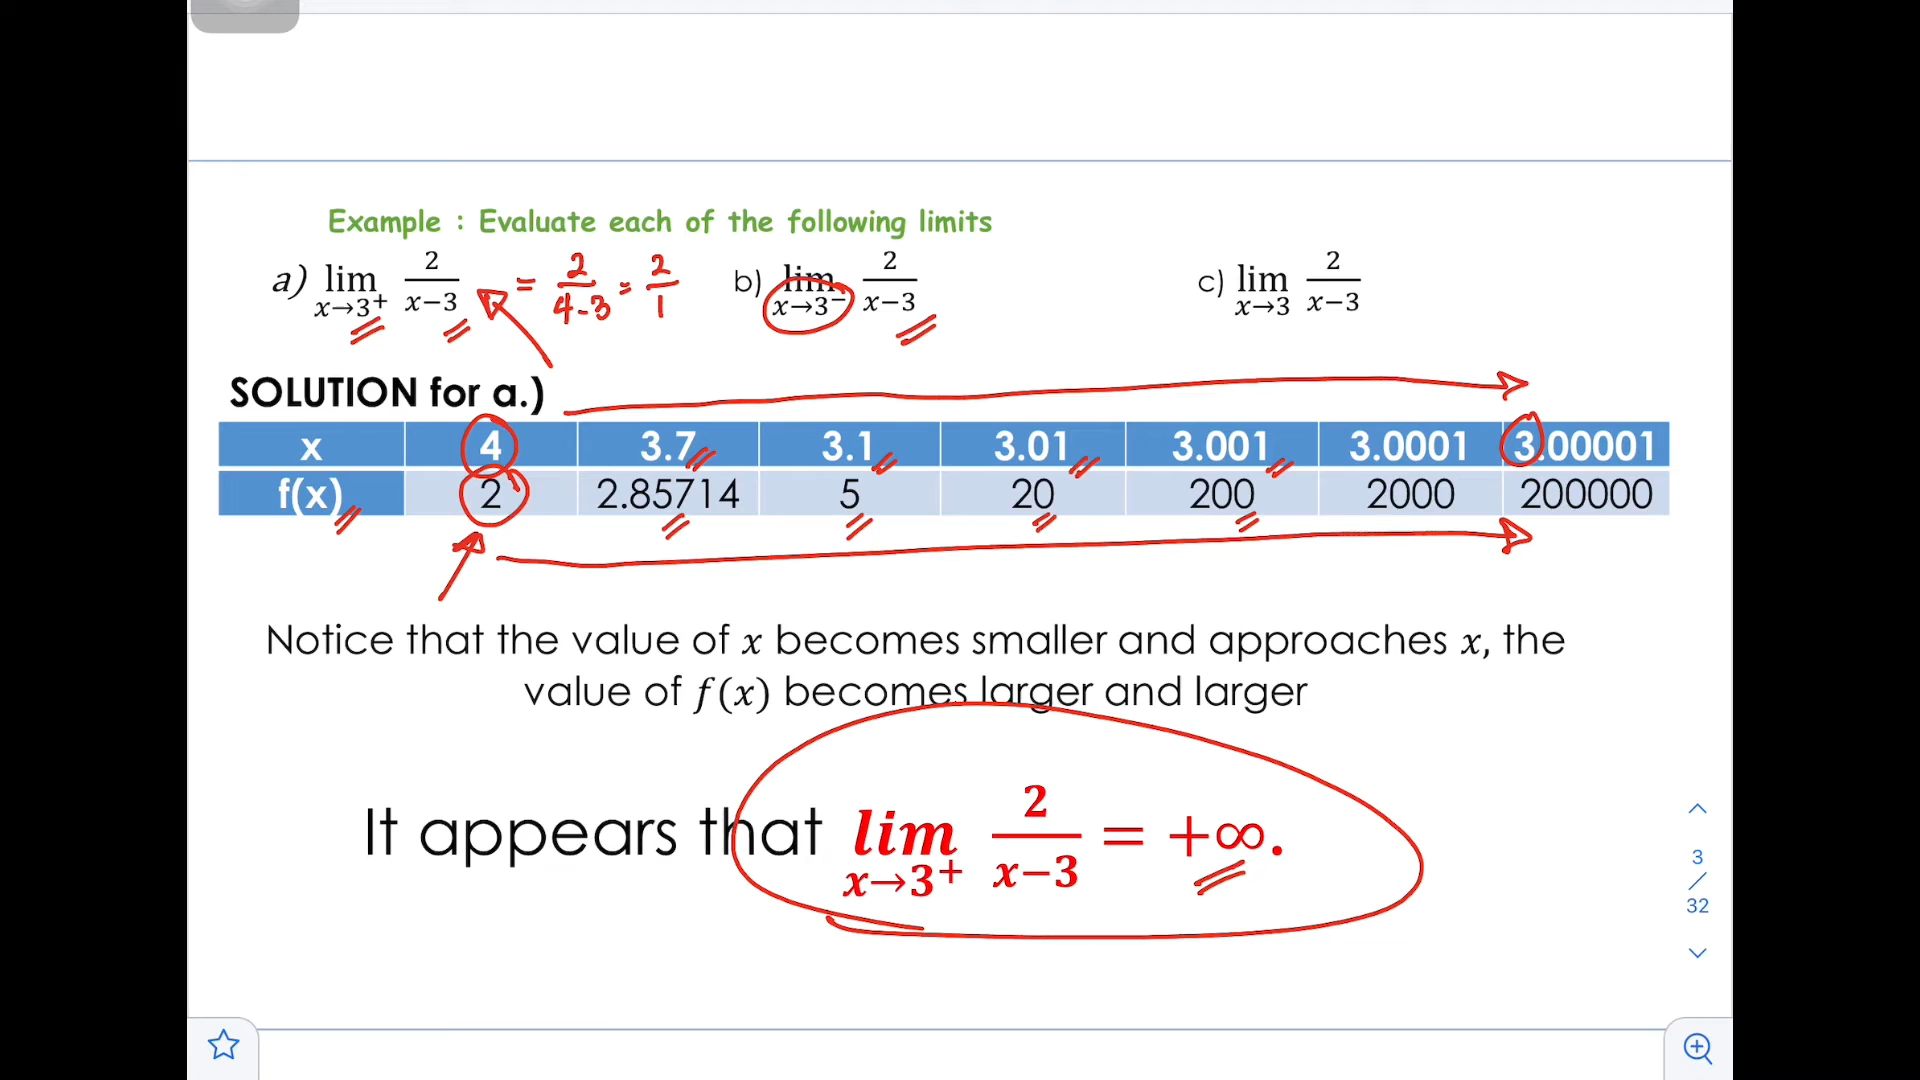 Example : Evaluate each of the following limits
a) lim x→3⁺ 2/(x−3) = 2/(4-3) = 2/1 b) lim x→3⁻ 2/(x−3) c) lim x→3 2/(x−3)
SOLUTION for a.)
x 4 3.7 3.1 3.01 3.001 3.0001 3.00001
f(x) 2 2.85714 5 20 200 2000 200000
Notice that the value of x becomes smaller and approaches x, the
value of f(x) becomes larger and larger
It appears that lim x→3⁺ 2/(x−3) = +∞.
3
/
32